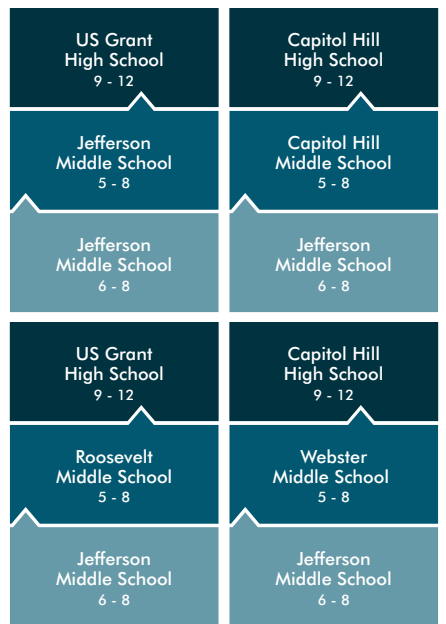 US Grant
High School
9 - 12
Jefferson
Middle School
5 - 8
Jefferson
Middle School
6 - 8
Capitol Hill
High School
9 - 12
Capitol Hill
Middle School
5 - 8
Jefferson
Middle School
6 - 8
US Grant
High School
9 - 12
Roosevelt
Middle School
5 - 8
Jefferson
Middle School
6 - 8
Capitol Hill
High School
9 - 12
Webster
Middle School
5 - 8
Jefferson
Middle School
6 - 8